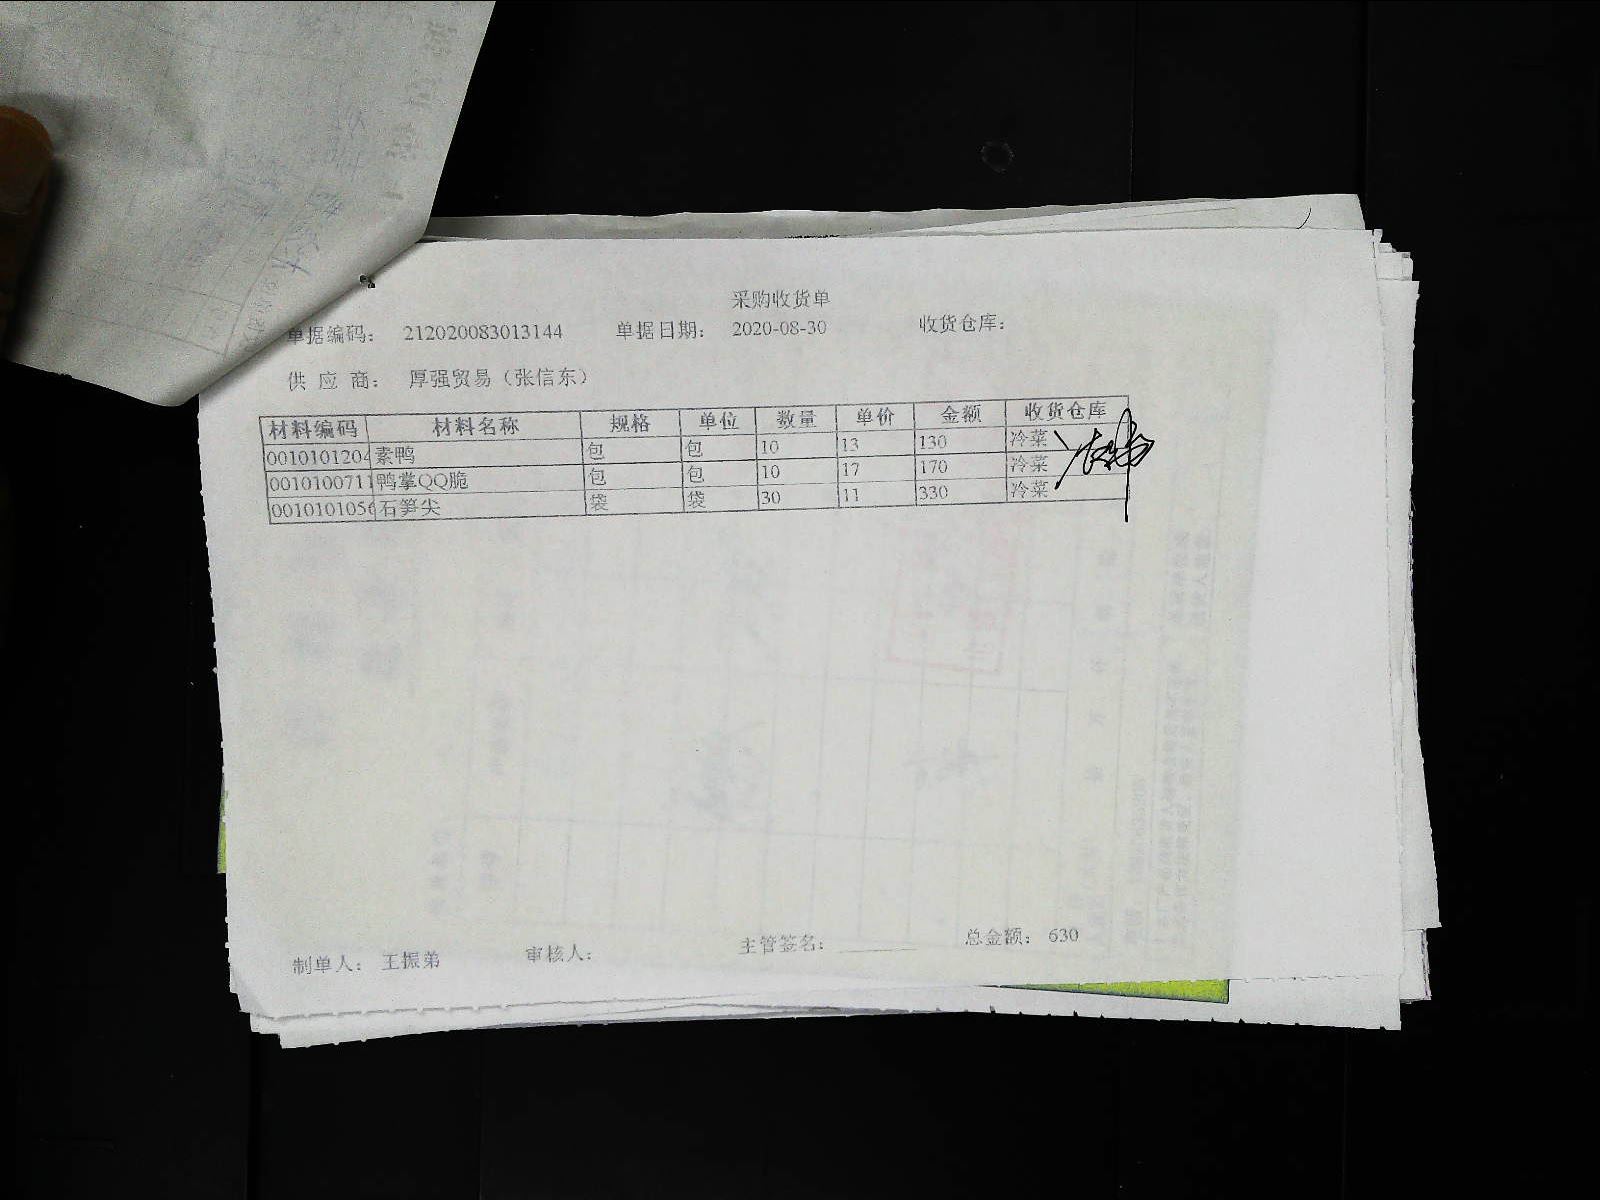 采购收货单
单据编码： 212020083013144 单据日期： 2020-08-30 收货仓库：
供 应 商： 厚强贸易（张信东）
材料编码 材料名称 规格 单位 数量 单价 金额 收货仓库
0010101204 素鸭 包 包 10 13 130 冷菜
0010100711 鸭掌QQ脆 包 包 10 17 170 冷菜
0010101056 石笋尖 袋 袋 30 11 330 冷菜
制单人： 王振弟 审核人： 主管签名： 总金额： 630